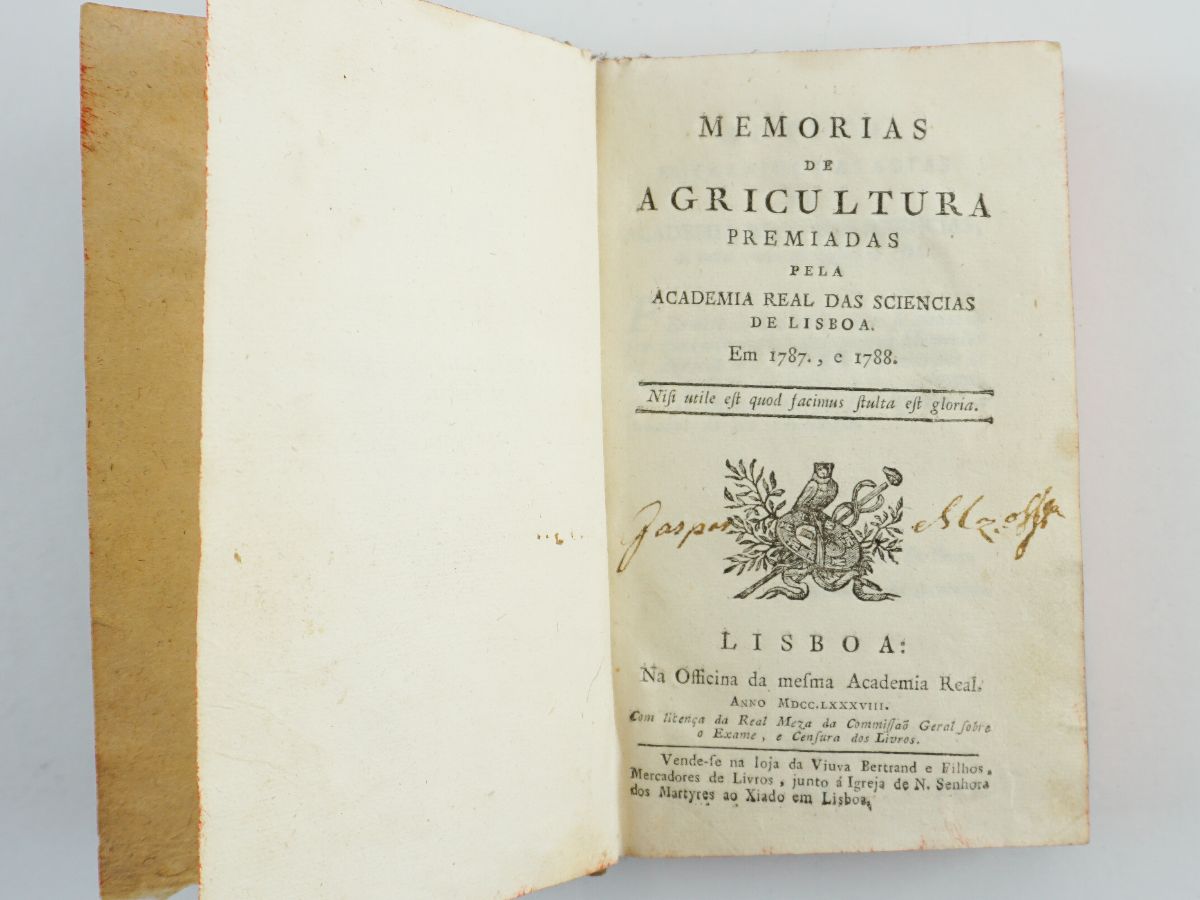 MEMORIAS
DE
AGRICULTURA
PREMIADAS
PELA
ACADEMIA REAL DAS SCIENCIAS
DE LISBOA.
Em 1787., e 1788.
Niſi utile eſt quod facimus ſtulta eſt gloria.
Jaspar
LISBOA:
Na Officina da meſma Academia Real.
ANNO MDCC.LXXXVIII.
Com licença da Real Meza da Commiſſaõ Geral ſobre
o Exame, e Cenſura dos Livros.
Vende-ſe na loja da Viuva Bertrand e Filhos,
Mercadores de Livros, junto á Igreja de N. Senhora
dos Martyres ao Xiado em Lisboa.